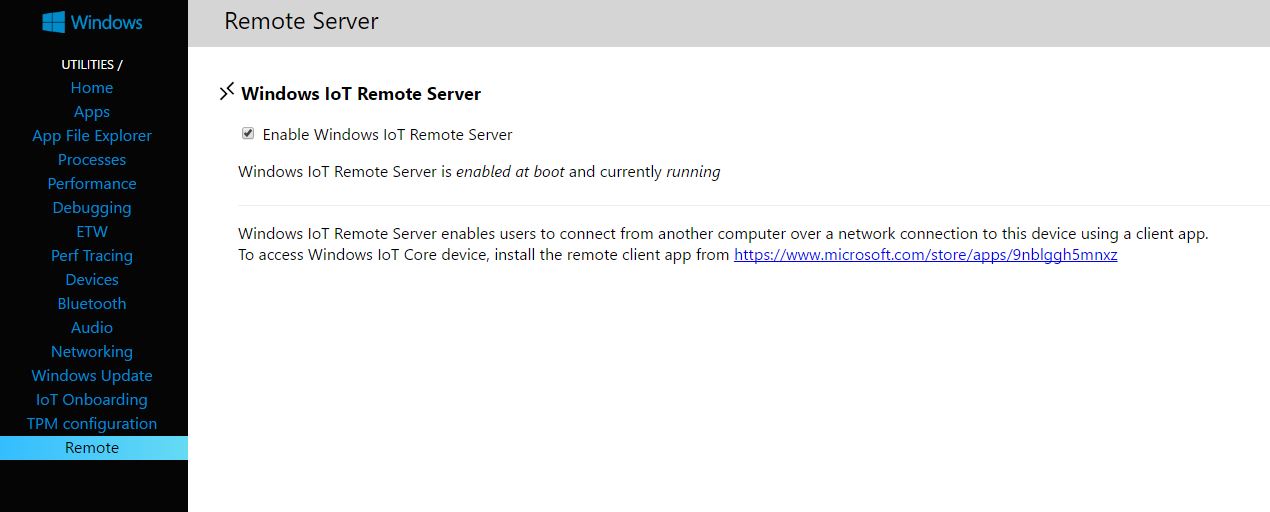 Windows
UTILITIES /
Home
Apps
App File Explorer
Processes
Performance
Debugging
ETW
Perf Tracing
Devices
Bluetooth
Audio
Networking
Windows Update
IoT Onboarding
TPM configuration
Remote
Remote Server
Windows IoT Remote Server
Enable Windows IoT Remote Server
Windows IoT Remote Server is enabled at boot and currently running
Windows IoT Remote Server enables users to connect from another computer over a network connection to this device using a client app.
To access Windows IoT Core device, install the remote client app from https://www.microsoft.com/store/apps/9nblggh5mnxz